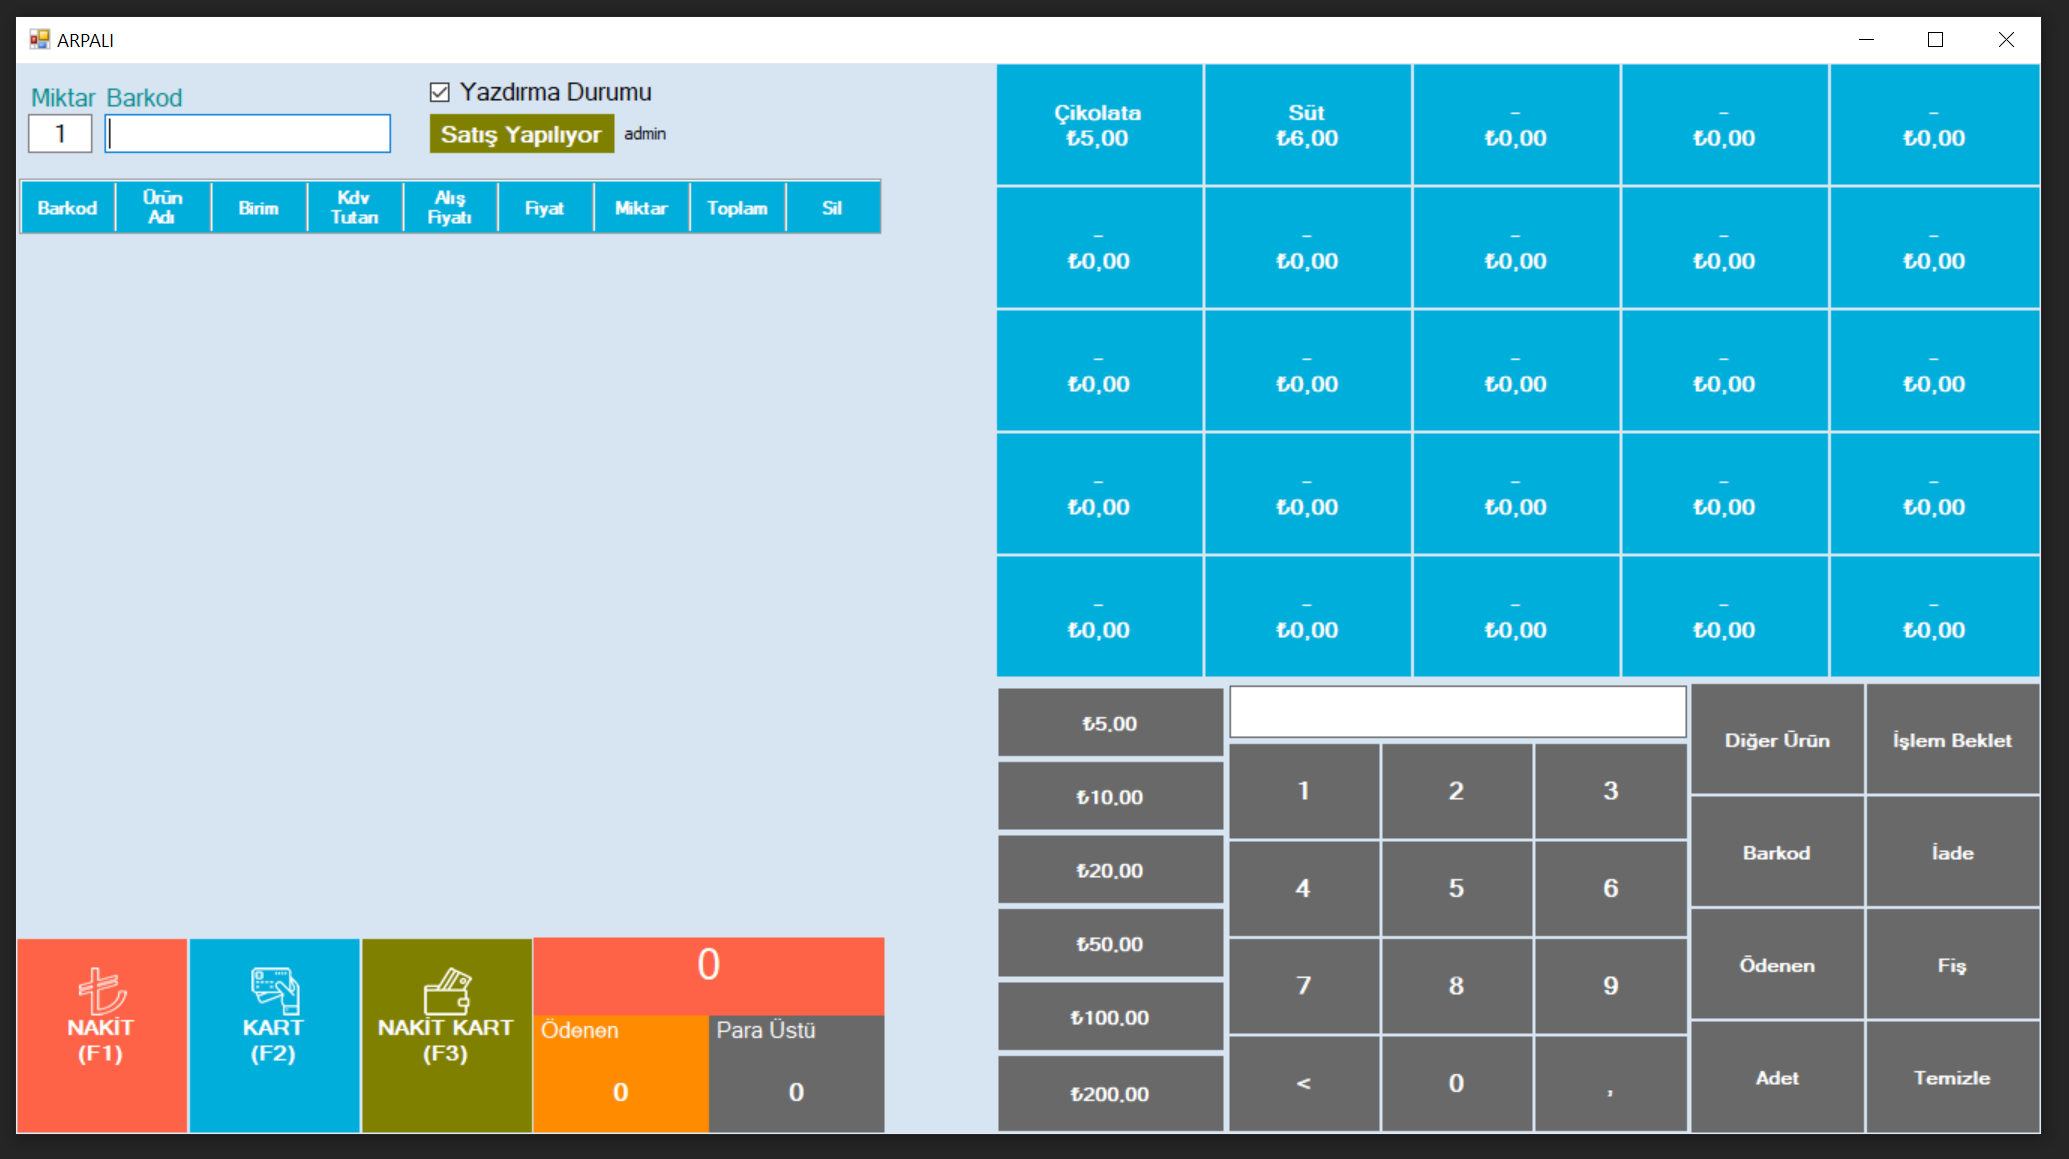 ARPALI
Miktar Barkod
1
Yazdırma Durumu
Satış Yapılıyor admin
Barkod
Ürün
Adı
Birim
Kdv
Tutarı
Alış
Fiyatı
Fiyat
Miktar
Toplam
Sil
NAKİT
(F1)
KART
(F2)
NAKİT KART
(F3)
0
Ödenen
0
Para Üstü
0
Çikolata
₺5,00
Süt
₺6,00
-
₺0,00
-
₺0,00
-
₺0,00
-
₺0,00
-
₺0,00
-
₺0,00
-
₺0,00
-
₺0,00
-
₺0,00
-
₺0,00
-
₺0,00
-
₺0,00
-
₺0,00
-
₺0,00
-
₺0,00
-
₺0,00
-
₺0,00
-
₺0,00
-
₺0,00
-
₺0,00
-
₺0,00
-
₺0,00
-
₺0,00
₺5,00
₺10,00
₺20,00
₺50,00
₺100,00
₺200,00
1 2 3
4 5 6
7 8 9
< 0 ,
Diğer Ürün İşlem Beklet
Barkod İade
Ödenen Fiş
Adet Temizle